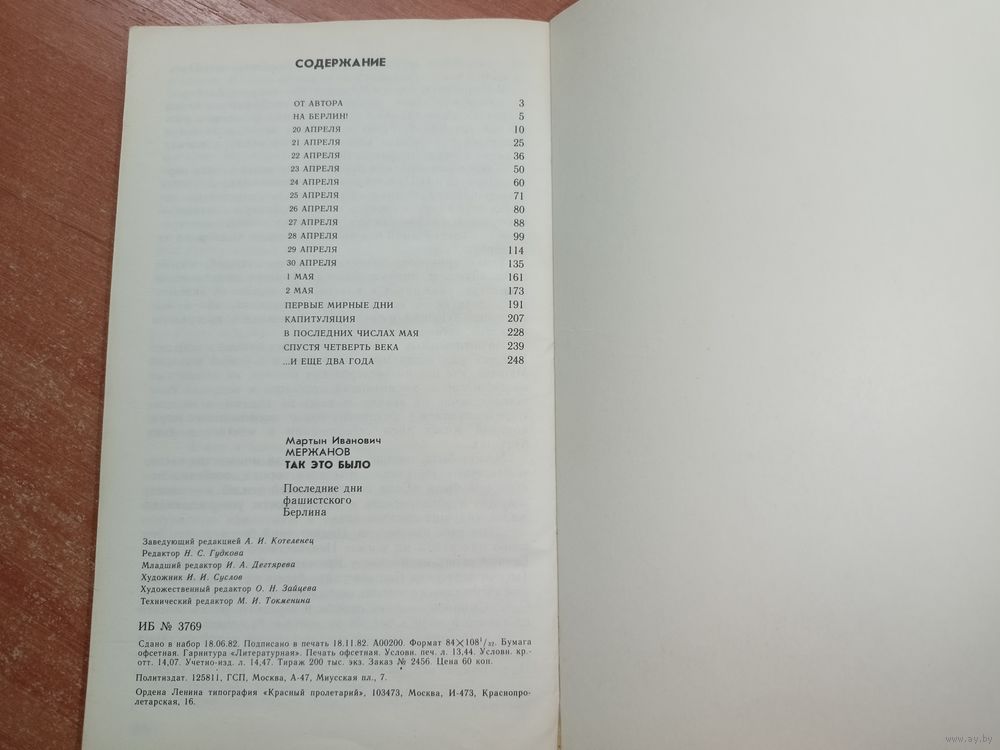 СОДЕРЖАНИЕ
ОТ АВТОРА 3
НА БЕРЛИН! 5
20 АПРЕЛЯ 10
21 АПРЕЛЯ 25
22 АПРЕЛЯ 36
23 АПРЕЛЯ 50
24 АПРЕЛЯ 60
25 АПРЕЛЯ 71
26 АПРЕЛЯ 80
27 АПРЕЛЯ 88
28 АПРЕЛЯ 99
29 АПРЕЛЯ 114
30 АПРЕЛЯ 135
1 МАЯ 161
2 МАЯ 173
ПЕРВЫЕ МИРНЫЕ ДНИ 191
КАПИТУЛЯЦИЯ 207
В ПОСЛЕДНИХ ЧИСЛАХ МАЯ 228
СПУСТЯ ЧЕТВЕРТЬ ВЕКА 239
...И ЕЩЕ ДВА ГОДА 248
Мартын Иванович
МЕРЖАНОВ
ТАК ЭТО БЫЛО
Последние дни
фашистского
Берлина
Заведующий редакцией А. И. Котеленец
Редактор Н. С. Гудкова
Младший редактор И. А. Дегтярева
Художник И. И. Суслов
Художественный редактор О. Н. Зайцева
Технический редактор М. И. Токменина
ИБ № 3769
Сдано в набор 18.06.82. Подписано в печать 18.11.82. А00200. Формат 84×108¹/₃₂. Бумага
офсетная. Гарнитура «Литературная». Печать офсетная. Условн. печ. л. 13,44. Условн. кр.-
отт. 14,07. Учетно-изд. л. 14,47. Тираж 200 тыс. экз. Заказ № 2456. Цена 60 коп.
Политиздат. 125811, ГСП, Москва, А-47, Миусская пл., 7.
Ордена Ленина типография «Красный пролетарий», 103473, Москва, И-473, Краснопро-
летарская, 16.
www.ay.by